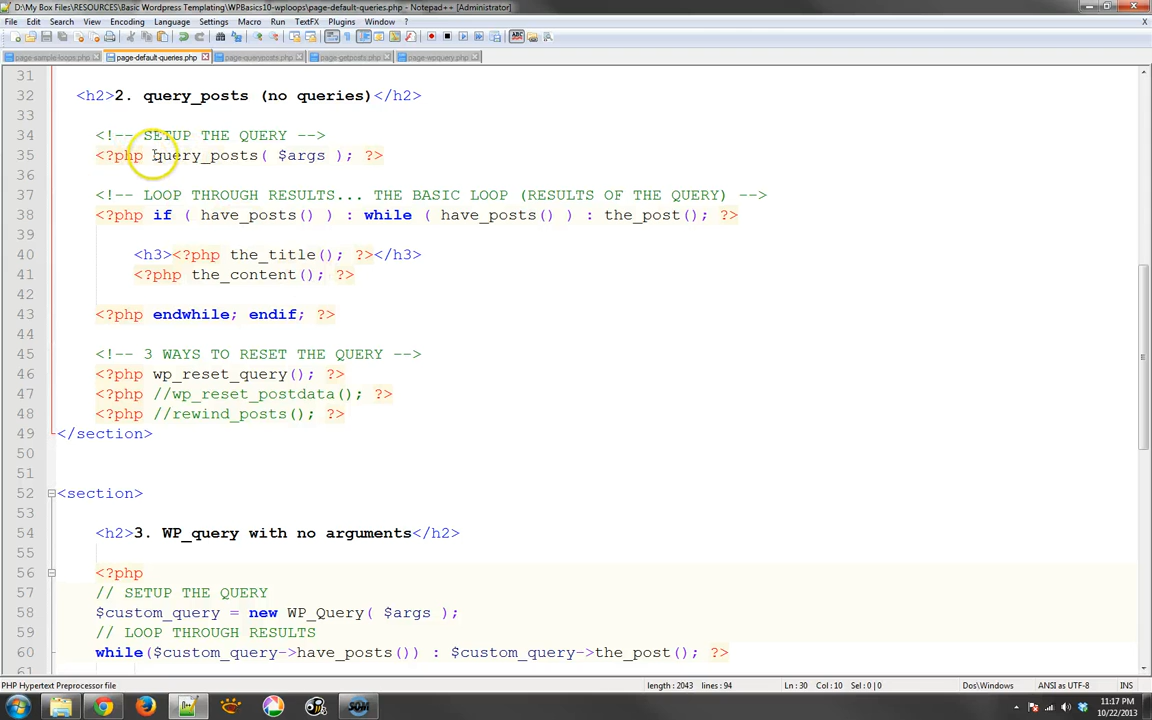 D:\My Box Files\RESOURCES\Basic Wordpress Templating\WPBasics10-wploops\page-default-queries.php - Notepad++ [Administrator]
File Edit Search View Encoding Language Settings Macro Run TextFX Plugins Window ?
page-sample-loops.php page-default-queries.php page-queryposts.php page-getposts.php page-wpquery.php
31
32 <h2>2. query_posts (no queries)</h2>
33
34 <!-- SETUP THE QUERY -->
35 <?php query_posts( $args ); ?>
36
37 <!-- LOOP THROUGH RESULTS... THE BASIC LOOP (RESULTS OF THE QUERY) -->
38 <?php if ( have_posts() ) : while ( have_posts() ) : the_post(); ?>
39
40 <h3><?php the_title(); ?></h3>
41 <?php the_content(); ?>
42
43 <?php endwhile; endif; ?>
44
45 <!-- 3 WAYS TO RESET THE QUERY -->
46 <?php wp_reset_query(); ?>
47 <?php //wp_reset_postdata(); ?>
48 <?php //rewind_posts(); ?>
49 </section>
50
51
52 <section>
53
54 <h2>3. WP_query with no arguments</h2>
55
56 <?php
57 // SETUP THE QUERY
58 $custom_query = new WP_Query( $args );
59 // LOOP THROUGH RESULTS
60 while($custom_query->have_posts()) : $custom_query->the_post(); ?>
61
PHP Hypertext Preprocessor file length : 2043 lines : 94 Ln : 30 Col : 10 Sel : 0 | 0 Dos\Windows ANSI as UTF-8 INS
11:17 PM
10/22/2013